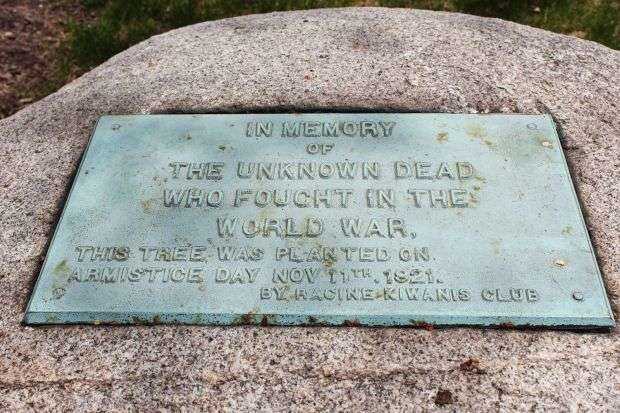 IN MEMORY
OF
THE UNKNOWN DEAD
WHO FOUGHT IN THE
WORLD WAR.
THIS TREE WAS PLANTED ON
ARMISTICE DAY NOV 11TH. 1921.
BY RACINE KIWANIS CLUB